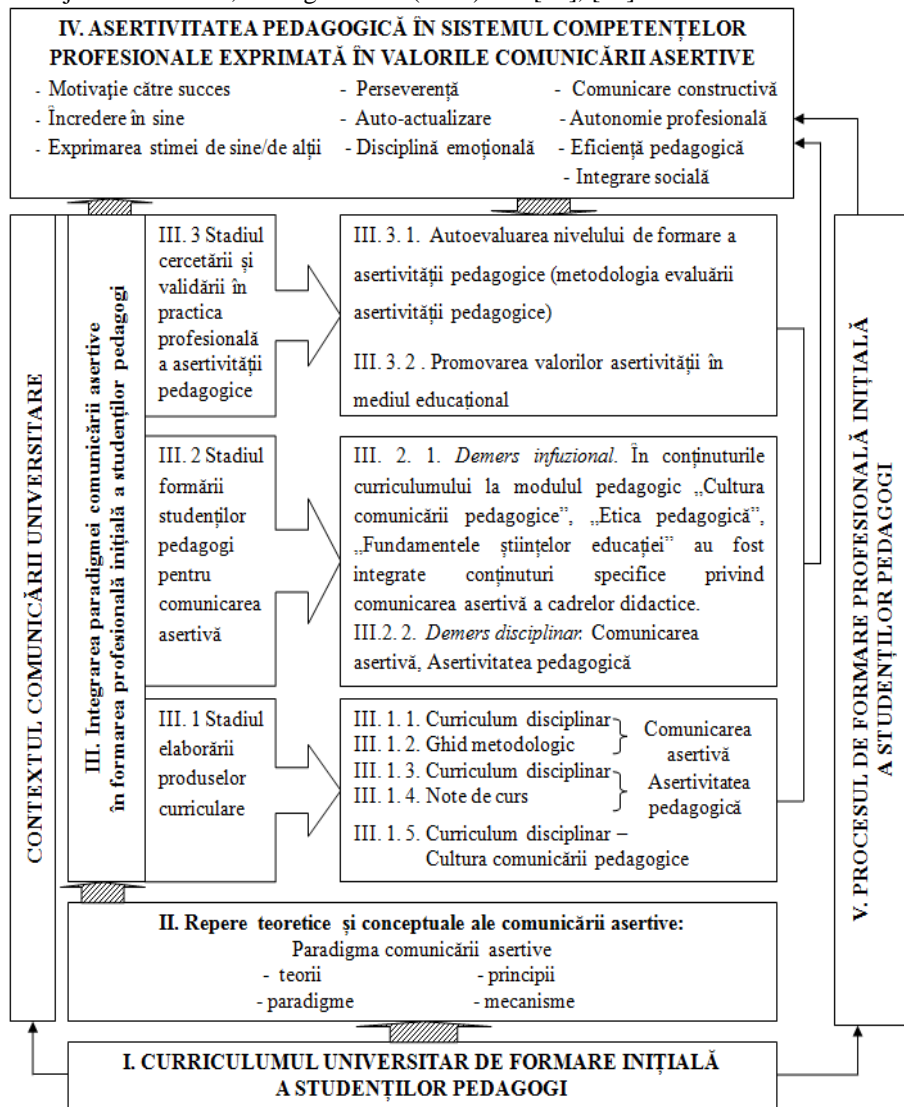 IV. ASERTIVITATEA PEDAGOGICĂ ÎN SISTEMUL COMPETENȚELOR
PROFESIONALE EXPRIMATĂ ÎN VALORILE COMUNICĂRII ASERTIVE
- Motivație către succes
- Încredere în sine
- Exprimarea stimei de sine/de alții
- Perseverență
- Auto-actualizare
- Disciplină emoțională
- Comunicare constructivă
- Autonomie profesională
- Eficiență pedagogică
- Integrare socială
CONTEXTUL COMUNICĂRII UNIVERSITARE
III. Integrarea paradigmei comunicării asertive
în formarea profesională inițială a studenților pedagogi
III. 3 Stadiul
cercetării și
validării în
practica
profesională
a asertivității
pedagogice
III. 3. 1. Autoevaluarea nivelului de formare a
asertivității pedagogice (metodologia evaluării
asertivității pedagogice)
III. 3. 2 . Promovarea valorilor asertivității în
mediul educațional
III. 2 Stadiul
formării
studenților
pedagogi
pentru
comunicarea
asertivă
III. 2. 1. Demers infuzional. În conținuturile
curriculumului la modulul pedagogic „Cultura
comunicării pedagogice”, „Etica pedagogică”,
„Fundamentele științelor educației” au fost
integrate conținuturi specifice privind
comunicarea asertivă a cadrelor didactice.
III.2. 2. Demers disciplinar. Comunicarea
asertivă, Asertivitatea pedagogică
III. 1 Stadiul
elaborării
produselor
curriculare
III. 1. 1. Curriculum disciplinar
III. 1. 2. Ghid metodologic
Comunicarea
asertivă
III. 1. 3. Curriculum disciplinar
III. 1. 4. Note de curs
Asertivitatea
pedagogică
III. 1. 5. Curriculum disciplinar –
Cultura comunicării pedagogice
V. PROCESUL DE FORMARE PROFESIONALĂ INIȚIALĂ
A STUDENȚILOR PEDAGOGI
II. Repere teoretice și conceptuale ale comunicării asertive:
Paradigma comunicării asertive
- teorii
- paradigme
- principii
- mecanisme
I. CURRICULUMUL UNIVERSITAR DE FORMARE INIȚIALĂ
A STUDENȚILOR PEDAGOGI